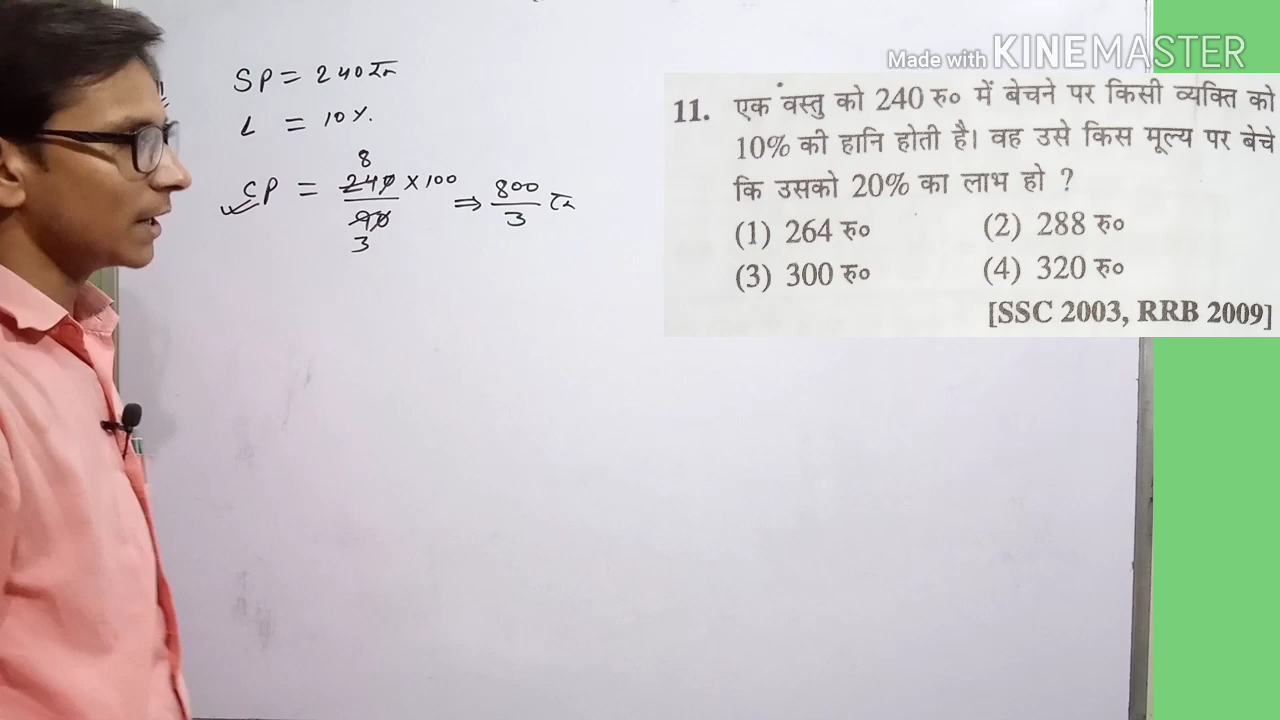 Made with KINEMASTER
SP = 240 रु
L = 10%.
8
CP = 240 × 100 / 90 ⇒ 800 / 3 रु
3
11. एक वस्तु को 240 रु० में बेचने पर किसी व्यक्ति को
10% की हानि होती है। वह उसे किस मूल्य पर बेचे
कि उसको 20% का लाभ हो ?
(1) 264 रु० (2) 288 रु०
(3) 300 रु० (4) 320 रु०
[SSC 2003, RRB 2009]